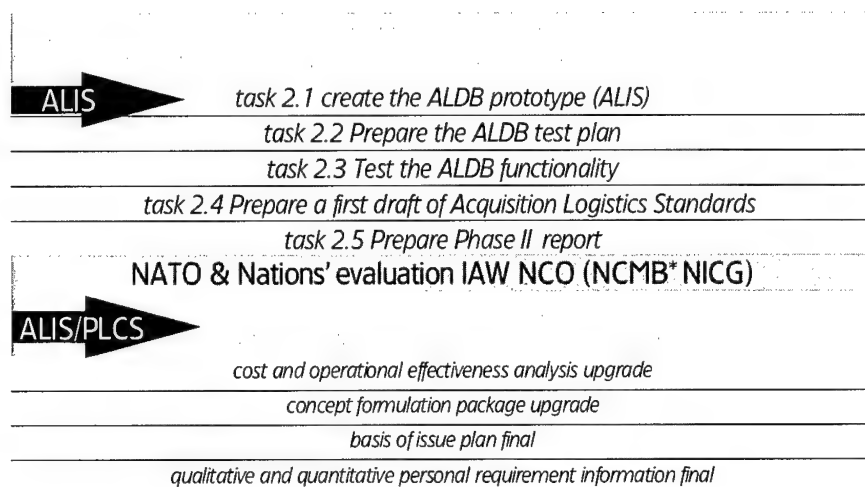 ALIS
task 2.1 create the ALDB prototype (ALIS)
task 2.2 Prepare the ALDB test plan
task 2.3 Test the ALDB functionality
task 2.4 Prepare a first draft of Acquisition Logistics Standards
task 2.5 Prepare Phase II report
NATO & Nations' evaluation IAW NCO (NCMB* NICG)
ALIS/PLCS
cost and operational effectiveness analysis upgrade
concept formulation package upgrade
basis of issue plan final
qualitative and quantitative personal requirement information final